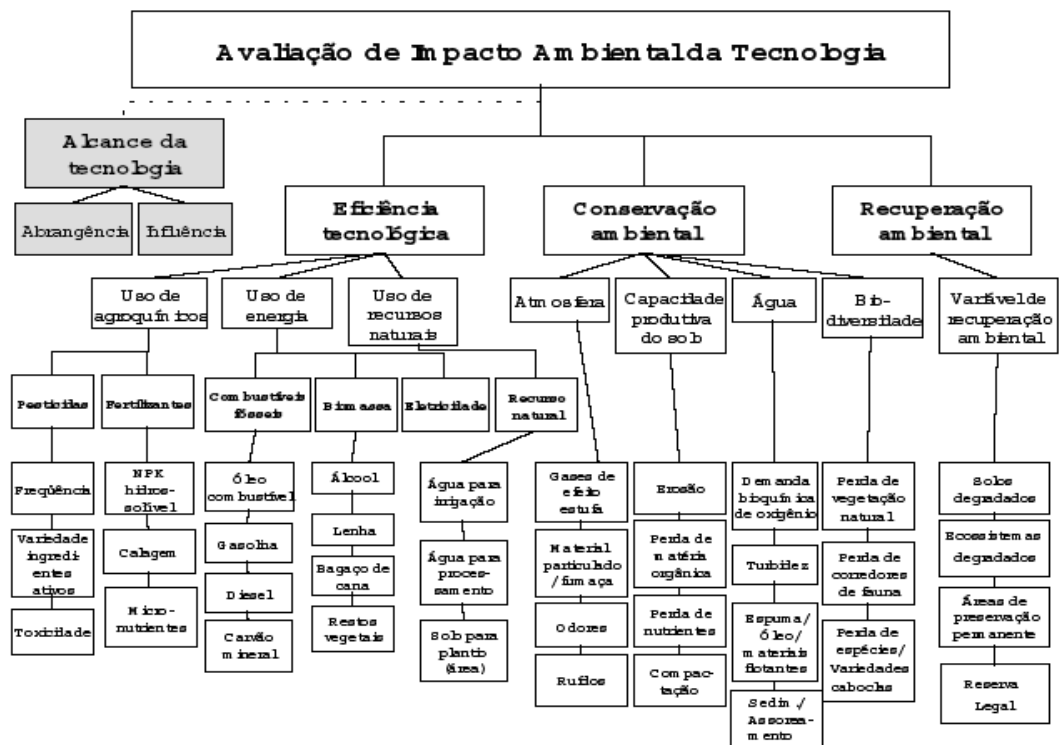 Avaliação de Impacto Ambiental da Tecnologia
Alcance da
tecnologia
Abrangência
Influência
Eficiência
tecnológica
Conservação
ambiental
Recuperação
ambiental
Uso de
agroquímicos
Uso de
energia
Uso de
recursos
naturais
Atmosfera
Capacidade
produtiva
do solo
Água
Bio-
diversidade
Variável de
recuperação
ambiental
Pesticidas
Fertilizantes
Combustíveis
fósseis
Biomassa
Eletricidade
Recurso
natural
Freqüência
Variedade
ingredi
entes
ativos
Toxicidade
NPK
hidros-
solível
Calagem
Micro-
nutrientes
Óleo
combustível
Gasolina
Diesel
Carvão
mineral
Álcool
Lenha
Bagaço de
cana
Restos
vegetais
Água para
irrigação
Água para
proces-
samento
Solo para
plantio
(área)
Gases de
efeito
estufa
Material
particulado
/fumaça
Odores
Ruídos
Erosão
Perda de
matéria
orgânica
Perda de
nutrientes
Compac-
tação
Demanda
bioquímica
de oxigênio
Turbidez
Espuma/
Óleo/
materiais
flotantes
Sedim./
Assorea-
mento
Perda de
vegetação
natural
Perda de
corredores
de fauna
Perda de
espécies/
Variedades
caboclas
Solos
degradados
Ecossistemas
degradados
Áreas de
preservação
permanente
Reserva
Legal